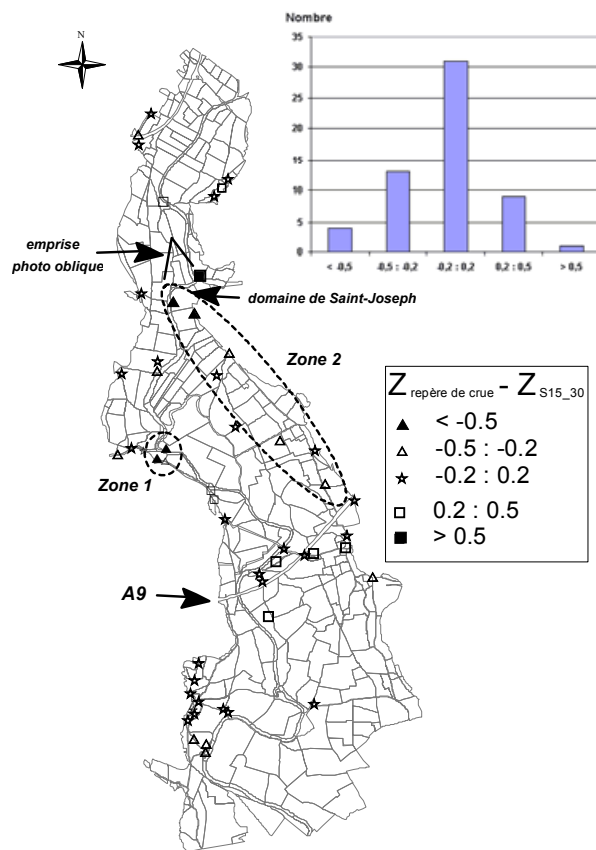 N
Nombre
35
30
25
20
15
10
5
0
< -0,5
-0,5 : -0,2
-0,2 : 0,2
0,2 : 0,5
> 0,5
emprise
photo oblique
domaine de Saint-Joseph
Zone 2
Z repère de crue - Z S15_30
< -0.5
-0.5 : -0.2
-0.2 : 0.2
0.2 : 0.5
> 0.5
Zone 1
A9